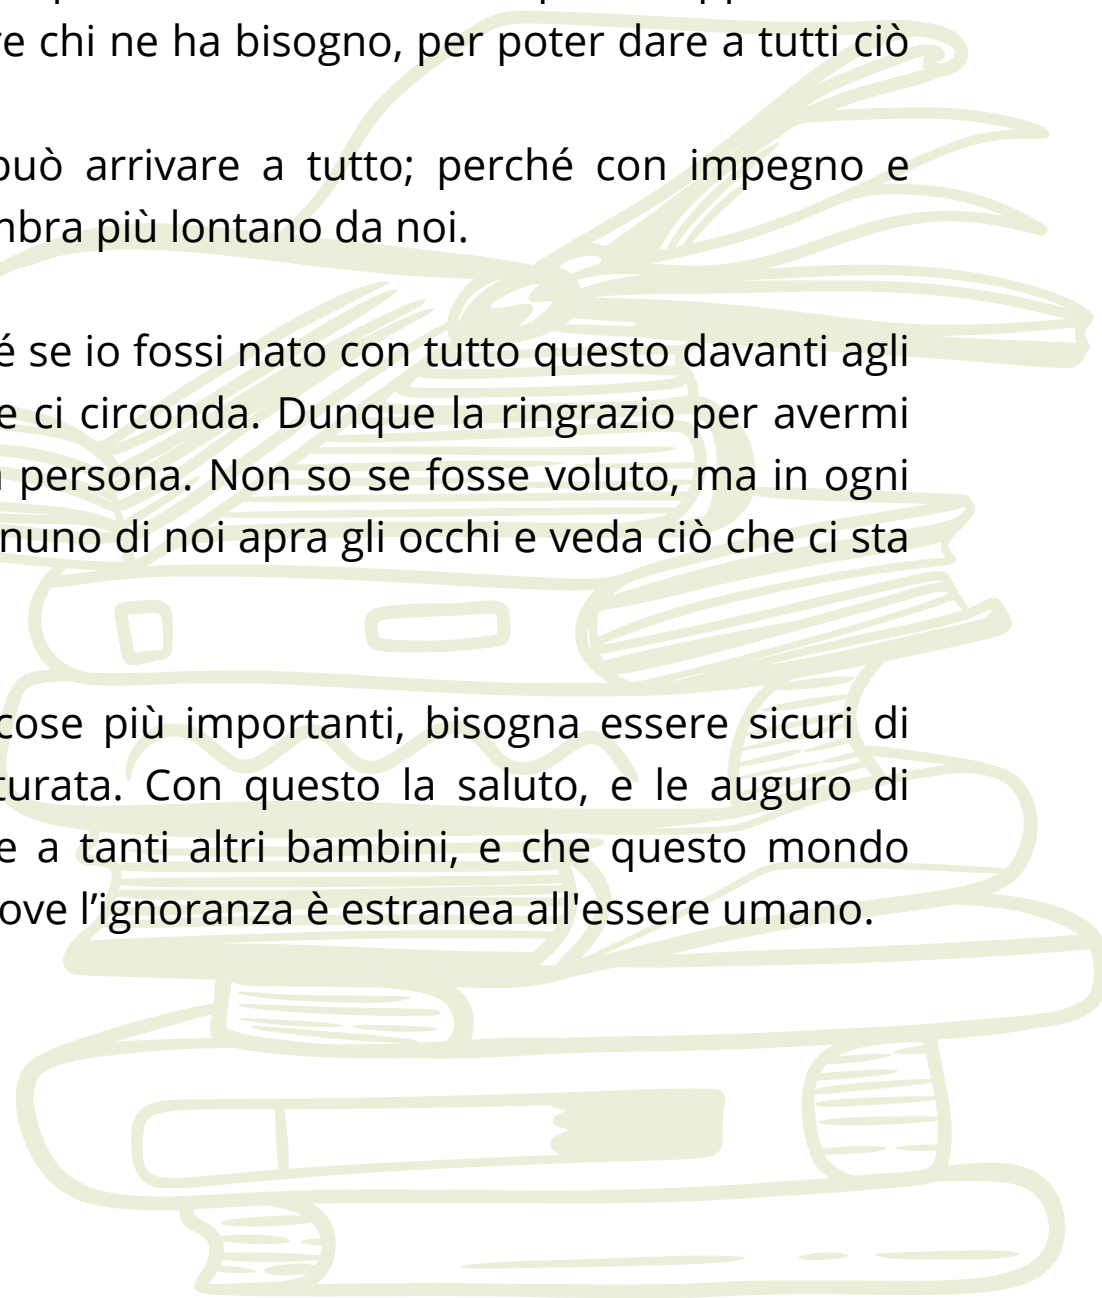 re chi ne ha bisogno, per poter dare a tutti ciò
può arrivare a tutto; perché con impegno e
mbra più lontano da noi.
é se io fossi nato con tutto questo davanti agli
e ci circonda. Dunque la ringrazio per avermi
persona. Non so se fosse voluto, ma in ogni
nuno di noi apra gli occhi e veda ciò che ci sta
cose più importanti, bisogna essere sicuri di
turata. Con questo la saluto, e le auguro di
e a tanti altri bambini, e che questo mondo
ove l’ignoranza è estranea all'essere umano.